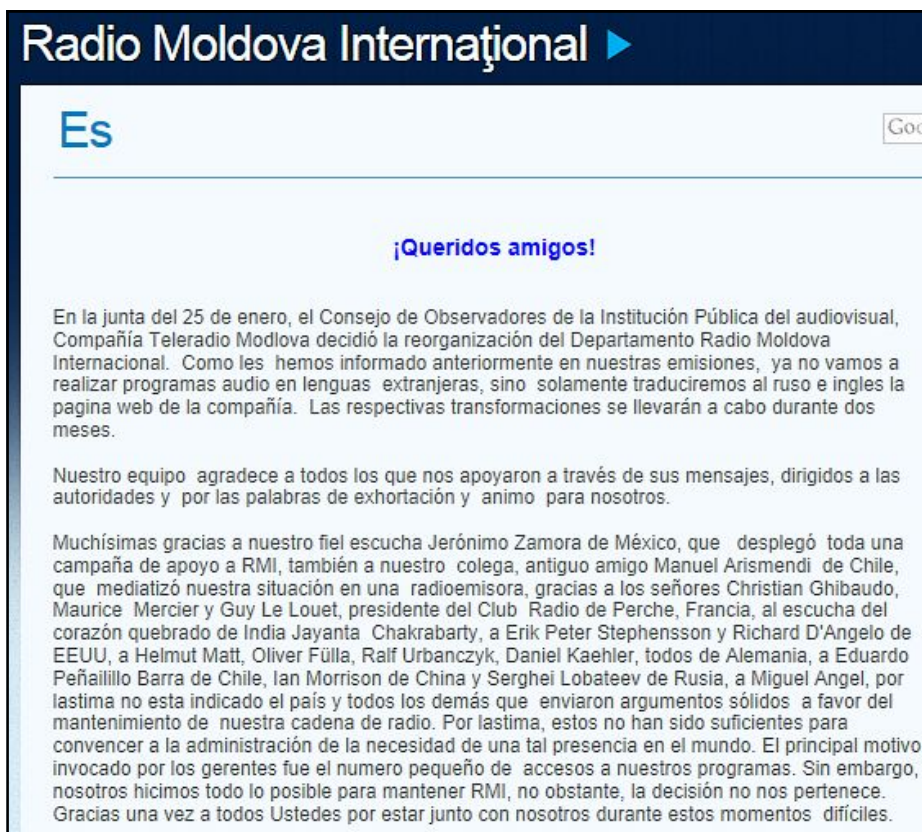 Radio Moldova Internaţional
Es
¡Queridos amigos!
En la junta del 25 de enero, el Consejo de Observadores de la Institución Pública del audiovisual,
Compañía Teleradio Modlova decidió la reorganización del Departamento Radio Moldova
Internacional. Como les hemos informado anteriormente en nuestras emisiones, ya no vamos a
realizar programas audio en lenguas extranjeras, sino solamente traduciremos al ruso e ingles la
pagina web de la compañía. Las respectivas transformaciones se llevarán a cabo durante dos
meses.
Nuestro equipo agradece a todos los que nos apoyaron a través de sus mensajes, dirigidos a las
autoridades y por las palabras de exhortación y animo para nosotros.
Muchísimas gracias a nuestro fiel escucha Jerónimo Zamora de México, que desplegó toda una
campaña de apoyo a RMI, también a nuestro colega, antiguo amigo Manuel Arismendi de Chile,
que mediatizó nuestra situación en una radioemisora, gracias a los señores Christian Ghibaudo,
Maurice Mercier y Guy Le Louet, presidente del Club Radio de Perche, Francia, al escucha del
corazón quebrado de India Jayanta Chakrabarty, a Erik Peter Stephensson y Richard D'Angelo de
EEUU, a Helmut Matt, Oliver Fülla, Ralf Urbanczyk, Daniel Kaehler, todos de Alemania, a Eduardo
Peñailillo Barra de Chile, Ian Morrison de China y Serghei Lobateev de Rusia, a Miguel Angel, por
lastima no esta indicado el país y todos los demás que enviaron argumentos sólidos a favor del
mantenimiento de nuestra cadena de radio. Por lastima, estos no han sido suficientes para
convencer a la administración de la necesidad de una tal presencia en el mundo. El principal motivo
invocado por los gerentes fue el numero pequeño de accesos a nuestros programas. Sin embargo,
nosotros hicimos todo lo posible para mantener RMI, no obstante, la decisión no nos pertenece.
Gracias una vez a todos Ustedes por estar junto con nosotros durante estos momentos difíciles.